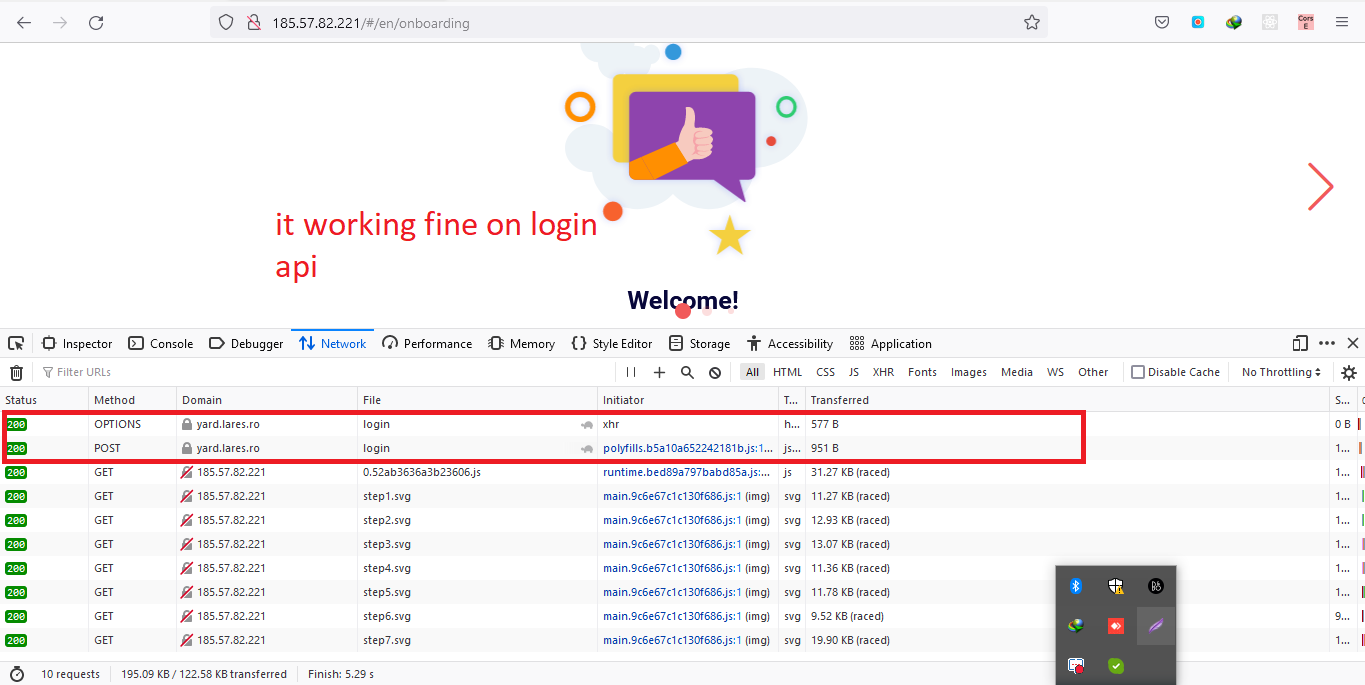 185.57.82.221/#/en/onboarding
Cors
E
it working fine on login
api
Welcome!
Inspector Console Debugger Network Performance Memory Style Editor Storage Accessibility Application
Filter URLs All HTML CSS JS XHR Fonts Images Media WS Other Disable Cache No Throttling
Status Method Domain File Initiator T... Transferred S...
200 OPTIONS yard.lares.ro login xhr h... 577 B 0 B
200 POST yard.lares.ro login polyfills.b5a10a652242181b.js:1... js... 951 B 1...
200 GET 185.57.82.221 0.52ab3636a3b23606.js runtime.bed89a797babd85a.js:... js 31.27 KB (raced) 1...
200 GET 185.57.82.221 step1.svg main.9c6e67c1c130f686.js:1 (img) svg 11.27 KB (raced) 1...
200 GET 185.57.82.221 step2.svg main.9c6e67c1c130f686.js:1 (img) svg 12.93 KB (raced) 1...
200 GET 185.57.82.221 step3.svg main.9c6e67c1c130f686.js:1 (img) svg 13.07 KB (raced) 1...
200 GET 185.57.82.221 step4.svg main.9c6e67c1c130f686.js:1 (img) svg 11.36 KB (raced) 1...
200 GET 185.57.82.221 step5.svg main.9c6e67c1c130f686.js:1 (img) svg 11.78 KB (raced) 1...
200 GET 185.57.82.221 step6.svg main.9c6e67c1c130f686.js:1 (img) svg 9.52 KB (raced) 9...
200 GET 185.57.82.221 step7.svg main.9c6e67c1c130f686.js:1 (img) svg 19.90 KB (raced) 1...
10 requests 195.09 KB / 122.58 KB transferred Finish: 5.29 s